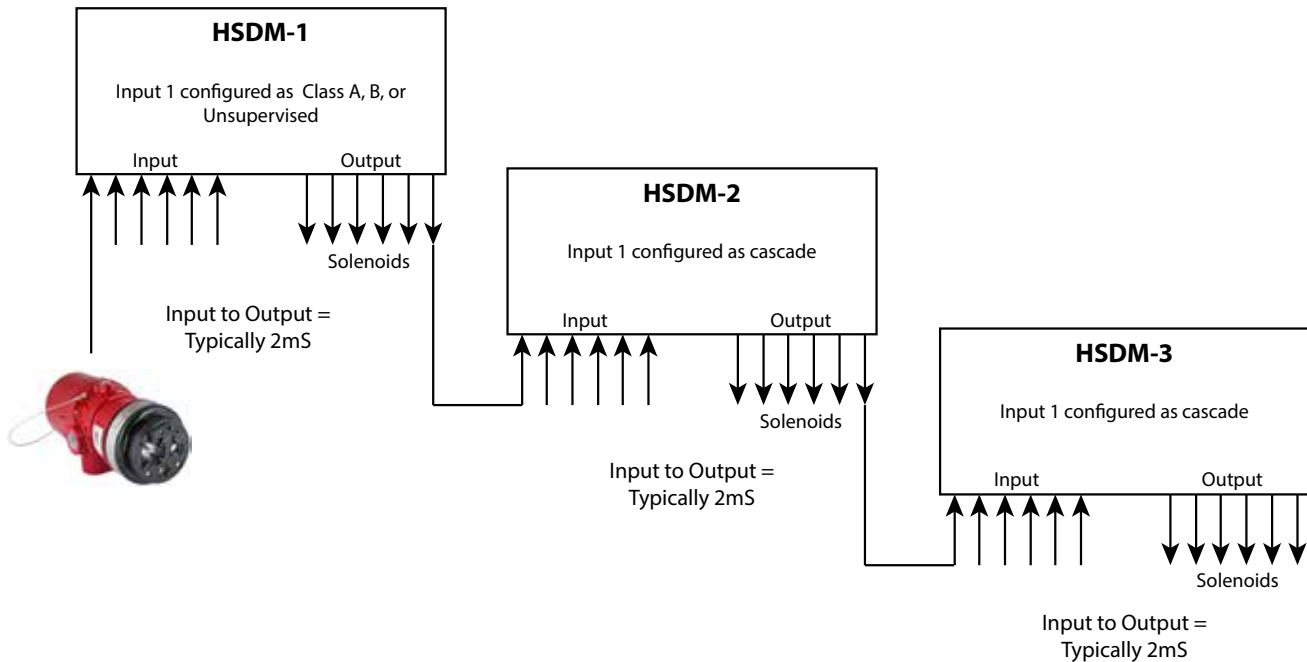 HSDM-1
Input 1 configured as Class A, B, or
Unsupervised
Input
Output
Solenoids
Input to Output =
Typically 2mS
HSDM-2
Input 1 configured as cascade
Input
Output
Solenoids
Input to Output =
Typically 2mS
HSDM-3
Input 1 configured as cascade
Input
Output
Solenoids
Input to Output =
Typically 2mS